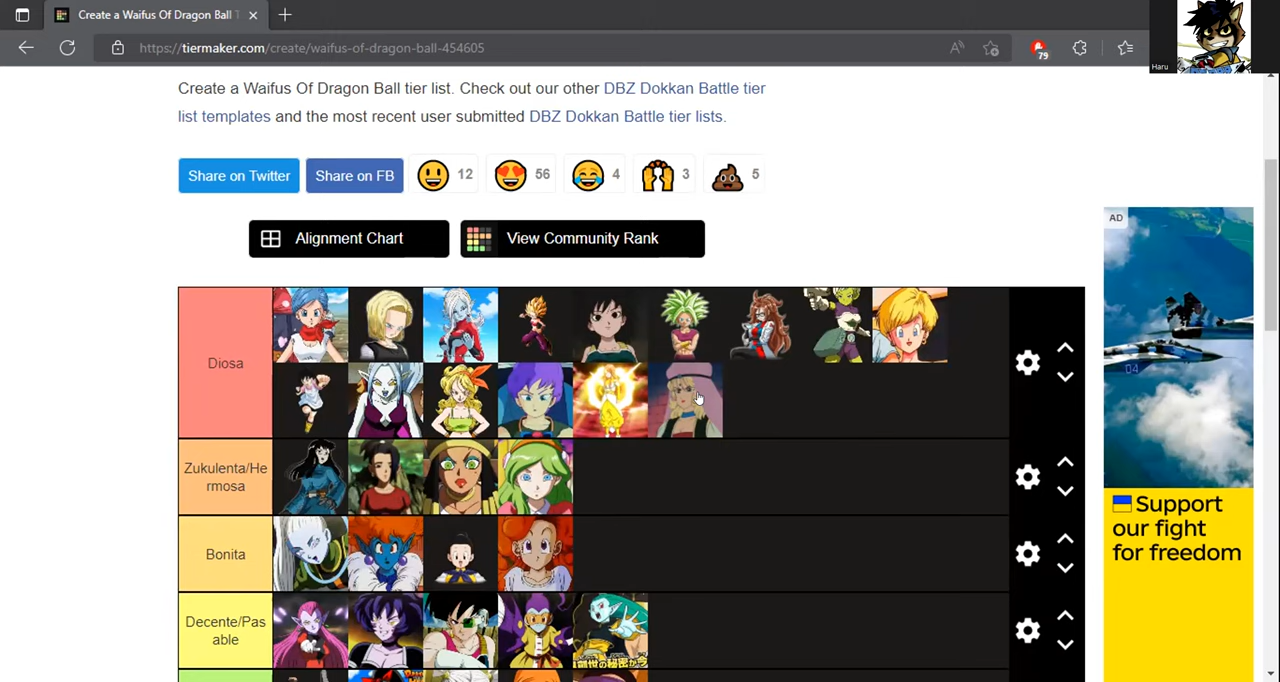 Create a Waifus Of Dragon Ball T
https://tiermaker.com/create/waifus-of-dragon-ball-454605
79
Haru
Create a Waifus Of Dragon Ball tier list. Check out our other DBZ Dokkan Battle tier
list templates and the most recent user submitted DBZ Dokkan Battle tier lists.
Share on Twitter
Share on FB
12
56
4
3
5
Alignment Chart
View Community Rank
AD
Diosa
Zukulenta/He
rmosa
Bonita
Decente/Pas
able
Support
our fight
for freedom